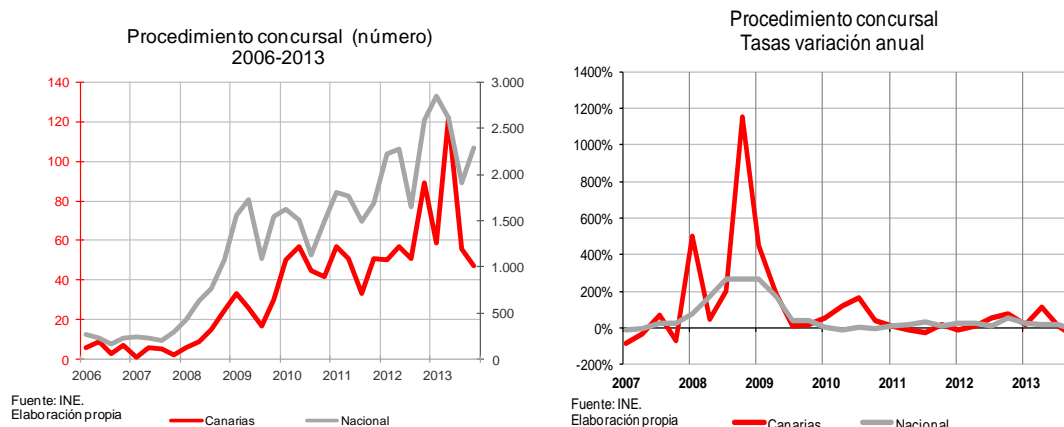 Procedimiento concursal (número)
2006-2013
140
120
100
80
60
40
20
0
3.000
2.500
2.000
1.500
1.000
500
0
2006 2007 2008 2009 2010 2011 2012 2013
Fuente: INE.
Elaboración propia
Canarias Nacional
Procedimiento concursal
Tasas variación anual
1400%
1200%
1000%
800%
600%
400%
200%
0%
-200%
2007 2008 2009 2010 2011 2012 2013
Fuente: INE.
Elaboración propia
Canarias Nacional